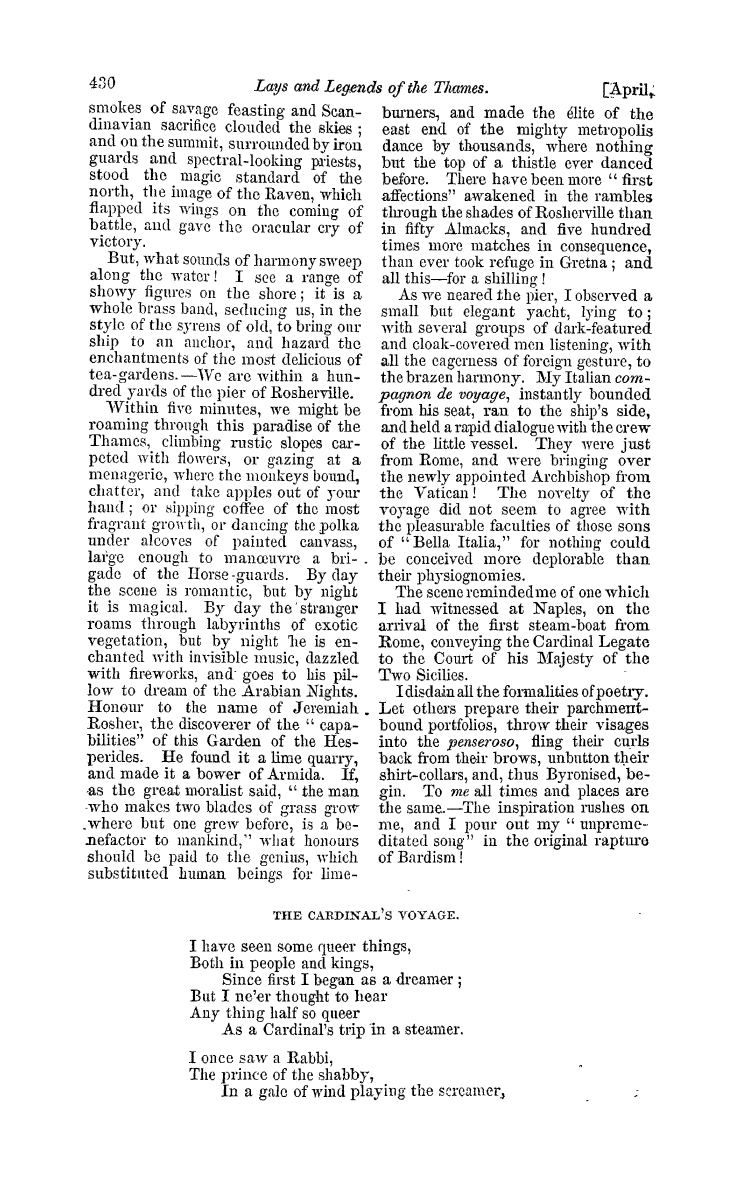 430
Lays and Legends of the Thames.
[April,
smokes of savage feasting and Scan-
dinavian sacrifice clouded the skies ;
and on the summit, surrounded by iron
guards and spectral-looking priests,
stood the magic standard of the
north, the image of the Raven, which
flapped its wings on the coming of
battle, and gave the oracular cry of
victory.
But, what sounds of harmony sweep
along the water ! I see a range of
showy figures on the shore ; it is a
whole brass band, seducing us, in the
style of the syrens of old, to bring our
ship to an anchor, and hazard the
enchantments of the most delicious of
tea-gardens.—We are within a hun-
dred yards of the pier of Rosherville.
Within five minutes, we might be
roaming through this paradise of the
Thames, climbing rustic slopes car-
peted with flowers, or gazing at a
menagerie, where the monkeys bound,
chatter, and take apples out of your
hand ; or sipping coffee of the most
fragrant growth, or dancing the polka
under alcoves of painted canvass,
large enough to manœuvre a bri-
gade of the Horse-guards. By day
the scene is romantic, but by night
it is magical. By day the stranger
roams through labyrinths of exotic
vegetation, but by night he is en-
chanted with invisible music, dazzled
with fireworks, and goes to his pil-
low to dream of the Arabian Nights.
Honour to the name of Jeremiah
Rosher, the discoverer of the " capa-
bilities" of this Garden of the Hes-
perides. He found it a lime quarry,
and made it a bower of Armida. If,
as the great moralist said, " the man
who makes two blades of grass grow
where but one grew before, is a be-
nefactor to mankind," what honours
should be paid to the genius, which
substituted human beings for lime-
burners, and made the élite of the
east end of the mighty metropolis
dance by thousands, where nothing
but the top of a thistle ever danced
before. There have been more " first
affections" awakened in the rambles
through the shades of Rosherville than
in fifty Almacks, and five hundred
times more matches in consequence,
than ever took refuge in Gretna ; and
all this—for a shilling !
As we neared the pier, I observed a
small but elegant yacht, lying to ;
with several groups of dark-featured
and cloak-covered men listening, with
all the eagerness of foreign gesture, to
the brazen harmony. My Italian com-
pagnon de voyage, instantly bounded
from his seat, ran to the ship's side,
and held a rapid dialogue with the crew
of the little vessel. They were just
from Rome, and were bringing over
the newly appointed Archbishop from
the Vatican ! The novelty of the
voyage did not seem to agree with
the pleasurable faculties of those sons
of " Bella Italia," for nothing could
be conceived more deplorable than
their physiognomies.
The scene reminded me of one which
I had witnessed at Naples, on the
arrival of the first steam-boat from
Rome, conveying the Cardinal Legate
to the Court of his Majesty of the
Two Sicilies.
I disdain all the formalities of poetry.
Let others prepare their parchment-
bound portfolios, throw their visages
into the penseroso, fling their curls
back from their brows, unbutton their
shirt-collars, and, thus Byronised, be-
gin. To me all times and places are
the same.—The inspiration rushes on
me, and I pour out my " unpreme-
ditated song" in the original rapture
of Bardism !
THE CARDINAL'S VOYAGE.
I have seen some queer things,
Both in people and kings,
Since first I began as a dreamer ;
But I ne'er thought to hear
Any thing half so queer
As a Cardinal's trip in a steamer.
I once saw a Rabbi,
The prince of the shabby,
In a gale of wind playing the screamer,